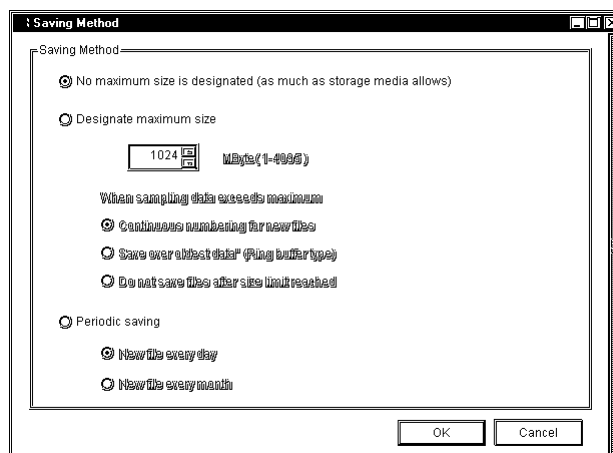 Saving Method
Saving Method
No maximum size is designated (as much as storage media allows)
Designate maximum size
1024
MByte(1-4095)
When sampling data exceeds maximum
Continuous numbering for new files
Save over oldest data" (Ring buffer type)
Do not save files after size limit reached
Periodic saving
New file every day
New file every month
OK
Cancel